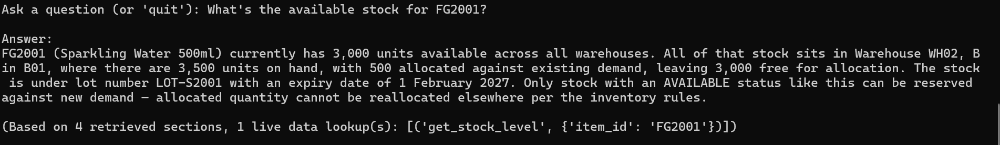 Ask a question (or 'quit'): What's the available stock for FG2001?
Answer:
FG2001 (Sparkling Water 500ml) currently has 3,000 units available across all warehouses. All of that stock sits in Warehouse WH02, B
in B01, where there are 3,500 units on hand, with 500 allocated against existing demand, leaving 3,000 free for allocation. The stock
 is under lot number LOT-S2001 with an expiry date of 1 February 2027. Only stock with an AVAILABLE status like this can be reserved
against new demand — allocated quantity cannot be reallocated elsewhere per the inventory rules.
(Based on 4 retrieved sections, 1 live data lookup(s): [('get_stock_level', {'item_id': 'FG2001'})])